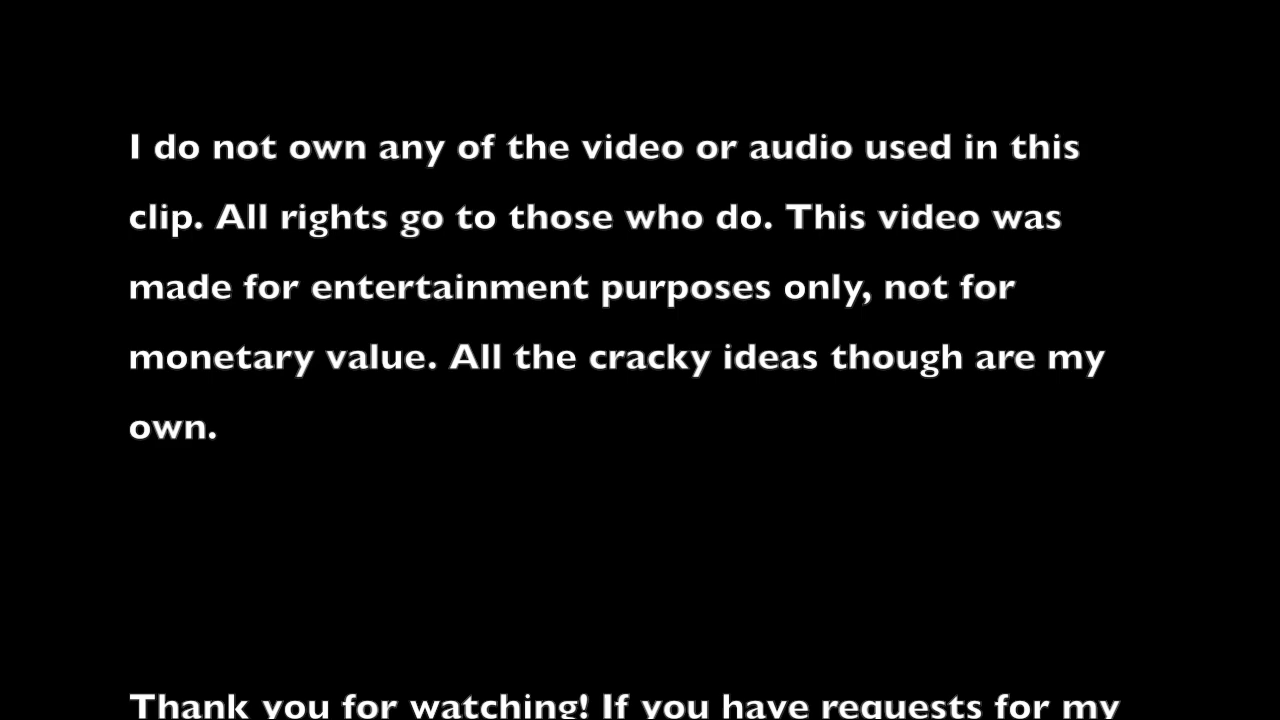 I do not own any of the video or audio used in this
clip. All rights go to those who do. This video was
made for entertainment purposes only, not for
monetary value. All the cracky ideas though are my
own.
Thank you for watching! If you have requests for my